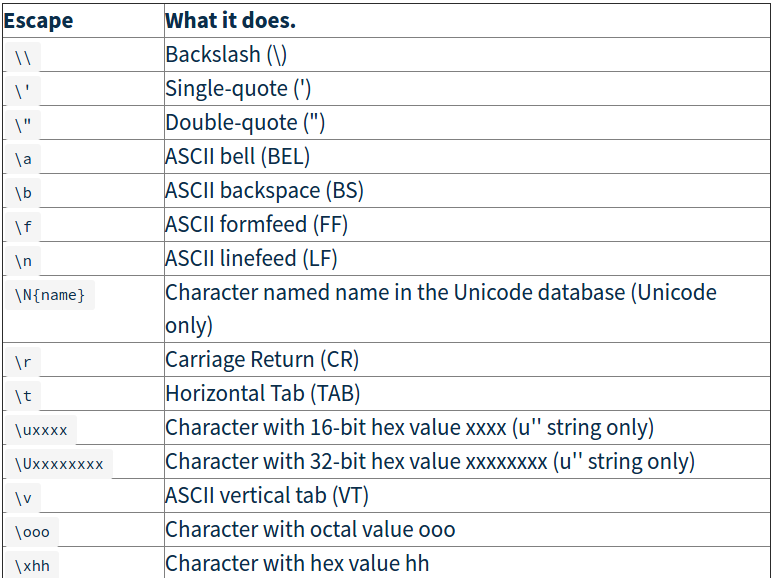 Escape What it does.
\\ Backslash (\)
\' Single-quote (')
\" Double-quote (")
\a ASCII bell (BEL)
\b ASCII backspace (BS)
\f ASCII formfeed (FF)
\n ASCII linefeed (LF)
\N{name} Character named name in the Unicode database (Unicode
only)
\r Carriage Return (CR)
\t Horizontal Tab (TAB)
\uxxxx Character with 16-bit hex value xxxx (u'' string only)
\Uxxxxxxxx Character with 32-bit hex value xxxxxxxx (u'' string only)
\v ASCII vertical tab (VT)
\ooo Character with octal value ooo
\xhh Character with hex value hh